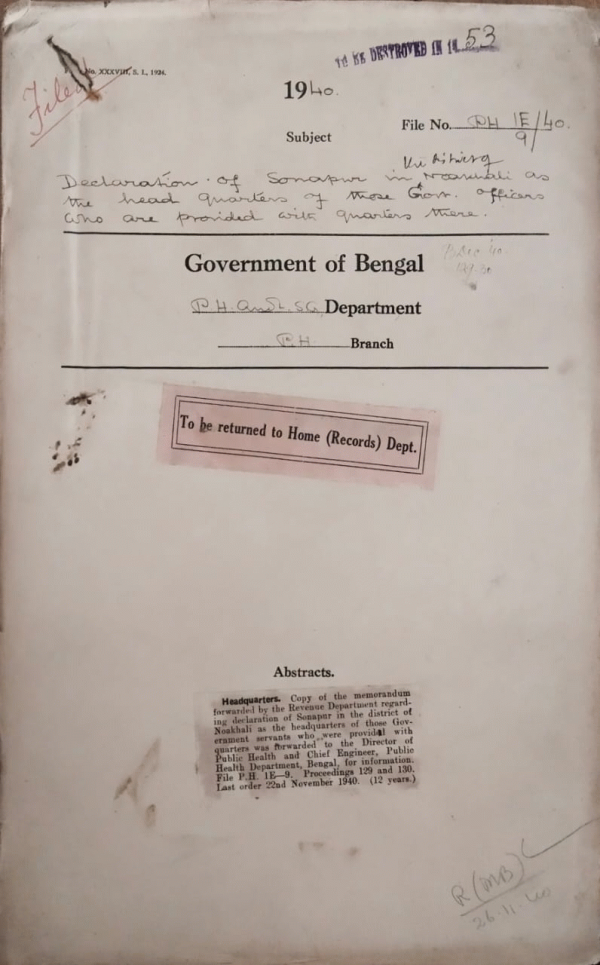 Filed
No. XXXVIII, S. I., 1924.
TO BE DESTROYED IN 19 53
1940.
File No. PH 1E/40.
9
Subject
the district of
Declaration of Sonapur in Noakhali as
the head quarters of those Govt. officers
who are provided with quarters there.
Government of Bengal
P.H. and L.S.G. Department
P.H. Branch
To be returned to Home (Records) Dept.
Abstracts.
Headquarters. Copy of the memorandum
forwarded by the Revenue Department regard-
ing declaration of Sonapur in the district of
Noakhali as the headquarters of those Gov-
ernment servants who were provided with
quarters was forwarded to the Director of
Public Health and Chief Engineer, Public
Health Department, Bengal, for information.
File P.H. 1E—9. Proceedings 129 and 130.
Last order 22nd November 1940. (12 years.)
R (MB)
26.11.40